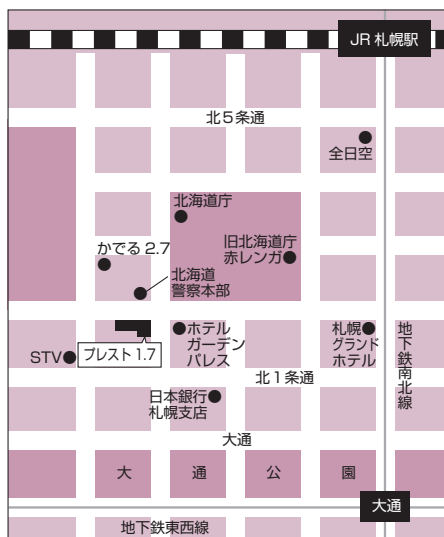 JR 札幌駅
北5条通
全日空
北海道庁
旧北海道庁
赤レンガ
かでる 2.7
北海道
警察本部
プレスト 1.7
STV
ホテル
ガーデン
パレス
札幌
グランド
ホテル
地下鉄南北線
北1条通
日本銀行
札幌支店
大通
大通公園
大通
地下鉄東西線